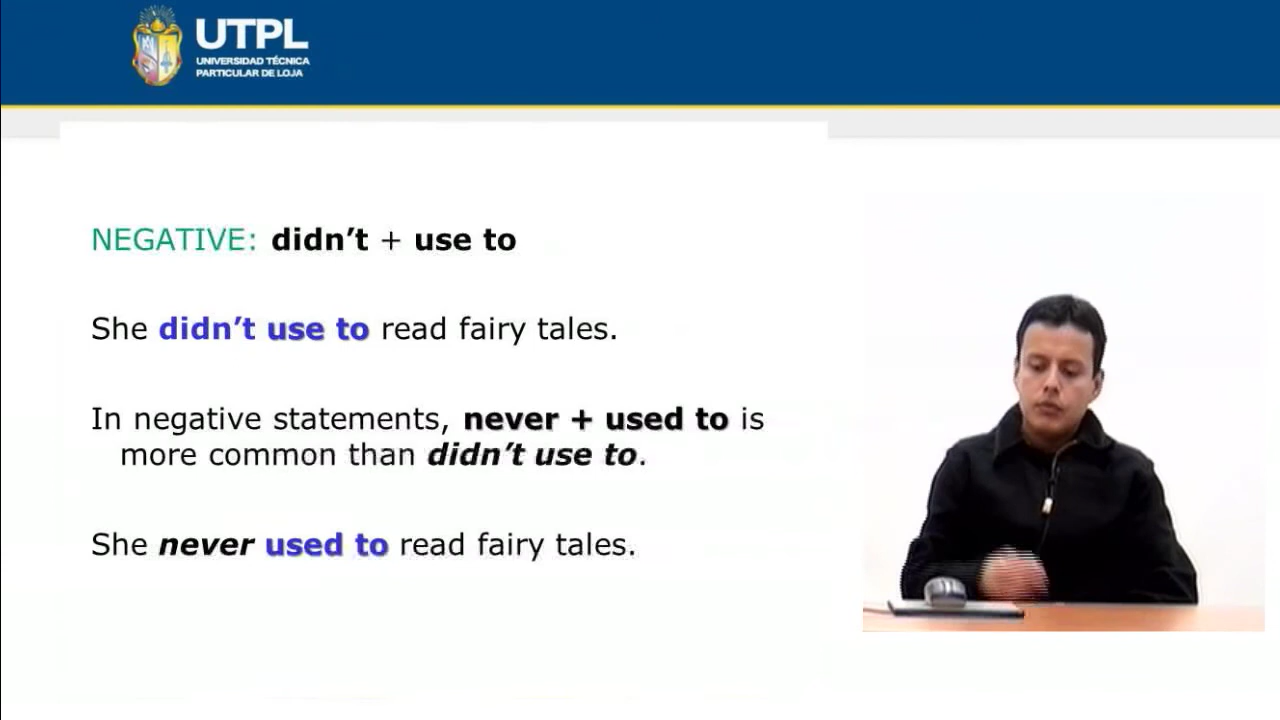 UTPL
UNIVERSIDAD TÉCNICA
PARTICULAR DE LOJA
NEGATIVE: didn’t + use to
She didn’t use to read fairy tales.
In negative statements, never + used to is
more common than didn’t use to.
She never used to read fairy tales.